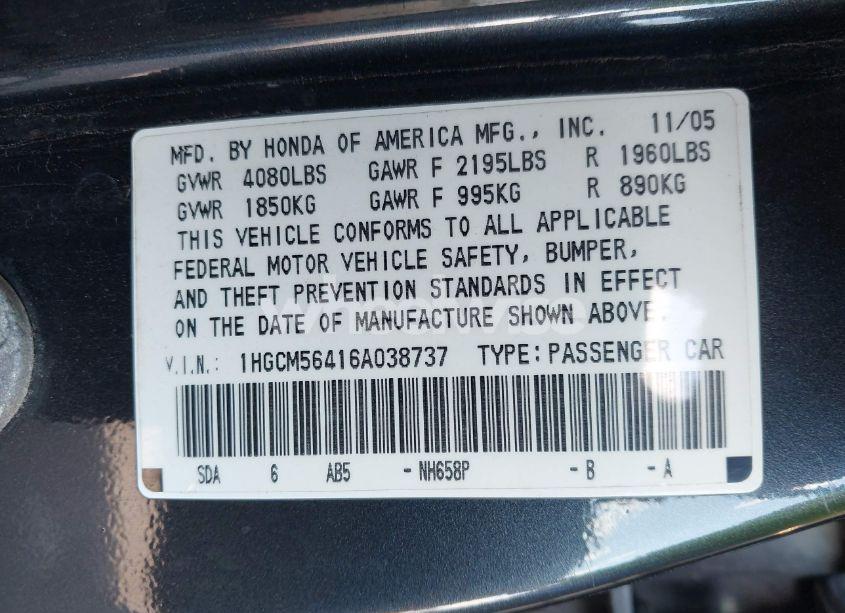 MFD. BY HONDA OF AMERICA MFG., INC. 11/05
GVWR 4080LBS GAWR F 2195LBS R 1960LBS
GVWR 1850KG GAWR F 995KG R 890KG
THIS VEHICLE CONFORMS TO ALL APPLICABLE
FEDERAL MOTOR VEHICLE SAFETY, BUMPER,
AND THEFT PREVENTION STANDARDS IN EFFECT
ON THE DATE OF MANUFACTURE SHOWN ABOVE.
V.I.N.: 1HGCM56416A038737 TYPE: PASSENGER CAR
SDA 6 AB5 -NH658P -B -A